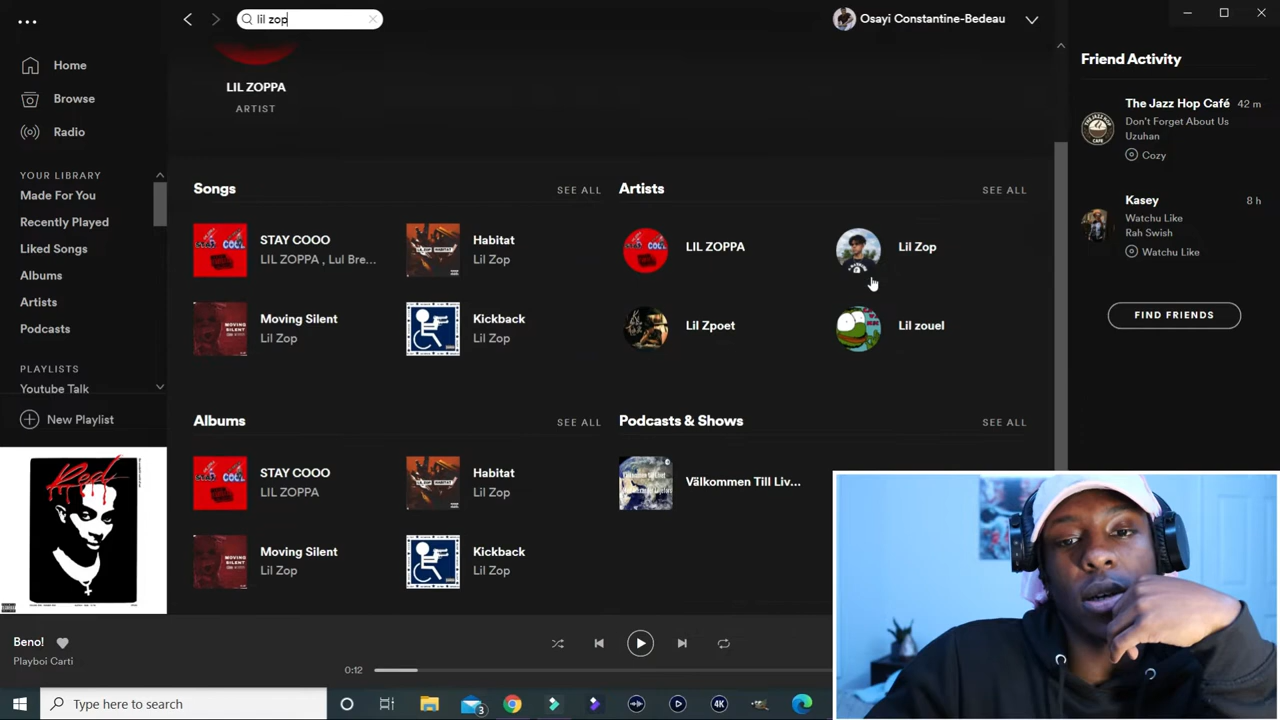 lil zop
Osayi Constantine-Bedeau
Home
Browse
Radio
YOUR LIBRARY
Made For You
Recently Played
Liked Songs
Albums
Artists
Podcasts
PLAYLISTS
Youtube Talk
New Playlist
LIL ZOPPA
ARTIST
Songs
SEE ALL
STAY COOO
LIL ZOPPA , Lul Bre...
Habitat
Lil Zop
Moving Silent
Lil Zop
Kickback
Lil Zop
Artists
SEE ALL
LIL ZOPPA
Lil Zop
Lil Zpoet
Lil zouel
Albums
SEE ALL
STAY COOO
LIL ZOPPA
Habitat
Lil Zop
Moving Silent
Lil Zop
Kickback
Lil Zop
Podcasts & Shows
SEE ALL
Välkommen Till Liv...
Friend Activity
The Jazz Hop Café
42 m
Don't Forget About Us
Uzuhan
Cozy
Kasey
8 h
Watchu Like
Rah Swish
Watchu Like
FIND FRIENDS
Red
Beno!
Playboi Carti
0:12
Type here to search
3
4K